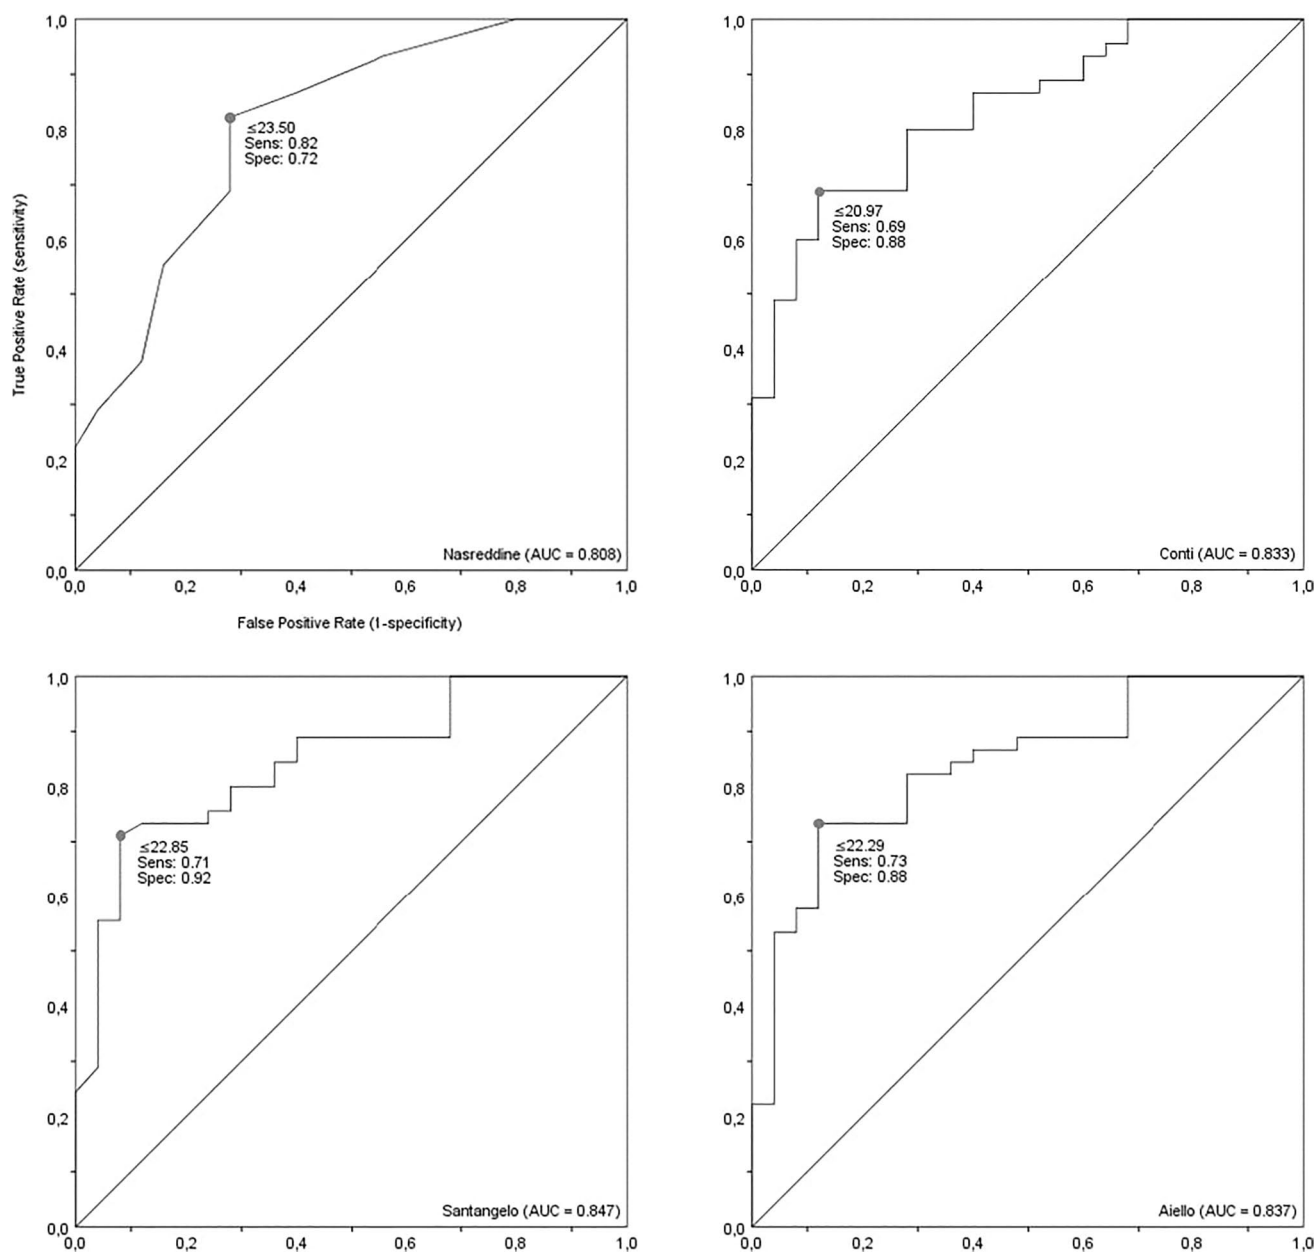 1,0
0,8
0,6
0,4
0,2
0,0
True Positive Rate (sensitivity)
≤23.50
Sens: 0.82
Spec: 0.72
Nasreddine (AUC = 0.808)
0,0 0,2 0,4 0,6 0,8 1,0
False Positive Rate (1-specificity)
1,0
0,8
0,6
0,4
0,2
0,0
≤20.97
Sens: 0.69
Spec: 0.88
Conti (AUC = 0.833)
0,0 0,2 0,4 0,6 0,8 1,0
1,0
0,8
0,6
0,4
0,2
0,0
≤22.85
Sens: 0.71
Spec: 0.92
Santangelo (AUC = 0.847)
0,0 0,2 0,4 0,6 0,8 1,0
1,0
0,8
0,6
0,4
0,2
0,0
≤22.29
Sens: 0.73
Spec: 0.88
Aiello (AUC = 0.837)
0,0 0,2 0,4 0,6 0,8 1,0